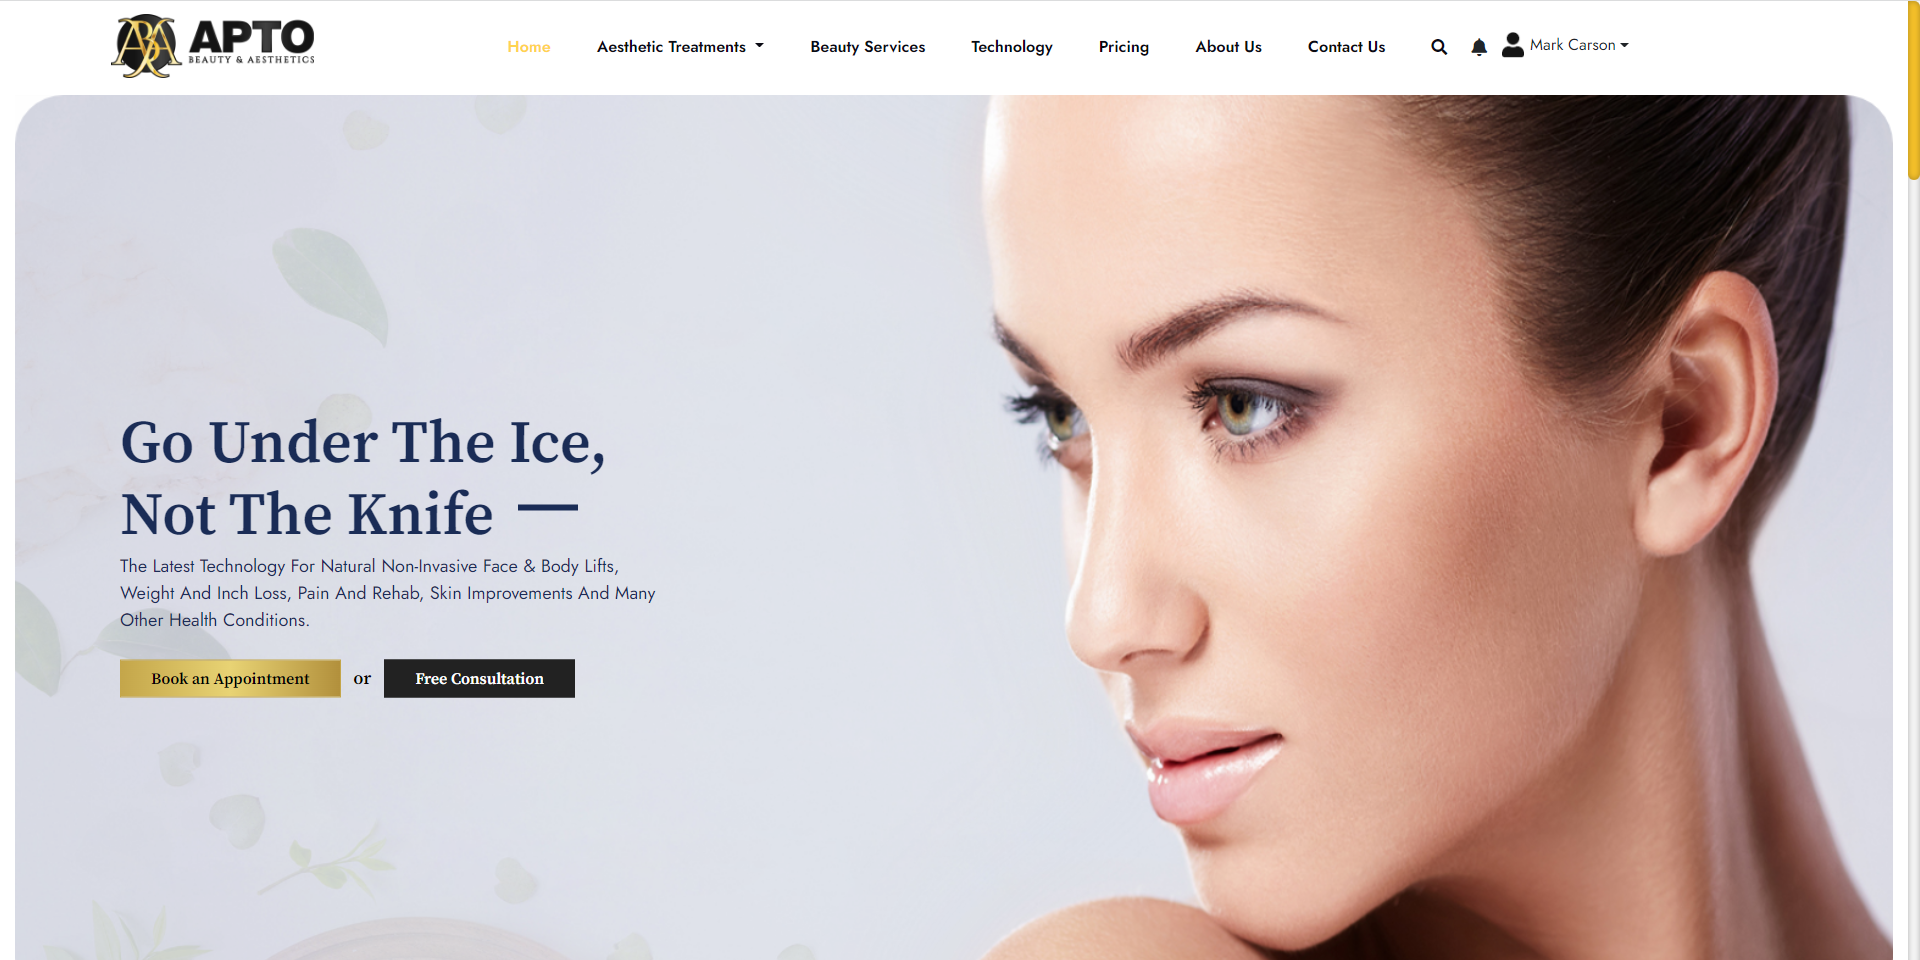 ABA
APTO
BEAUTY & AESTHETICS
Home
Aesthetic Treatments
Beauty Services
Technology
Pricing
About Us
Contact Us
Mark Carson
Go Under The Ice,
Not The Knife
The Latest Technology For Natural Non-Invasive Face & Body Lifts,
Weight And Inch Loss, Pain And Rehab, Skin Improvements And Many
Other Health Conditions.
Book an Appointment or Free Consultation